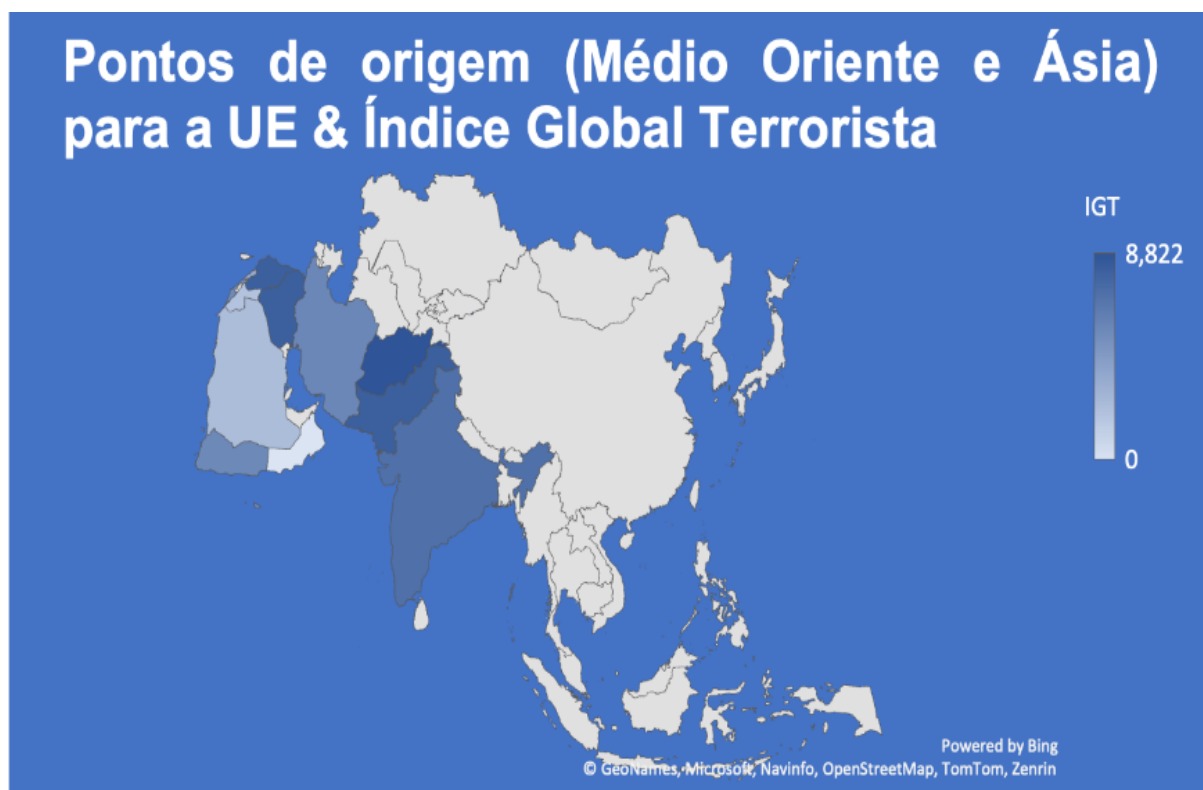 Pontos de origem (Médio Oriente e Ásia)
para a UE & Índice Global Terrorista
IGT
8,822
0
Powered by Bing
© GeoNames, Microsoft, Navinfo, OpenStreetMap, TomTom, Zenrin